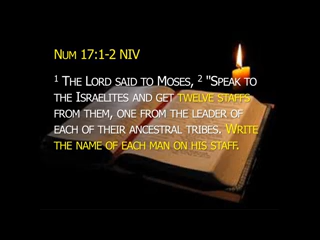 NUM 17:1-2 NIV
1 THE LORD SAID TO MOSES, 2 "SPEAK TO
THE ISRAELITES AND GET TWELVE STAFFS
FROM THEM, ONE FROM THE LEADER OF
EACH OF THEIR ANCESTRAL TRIBES. WRITE
THE NAME OF EACH MAN ON HIS STAFF.